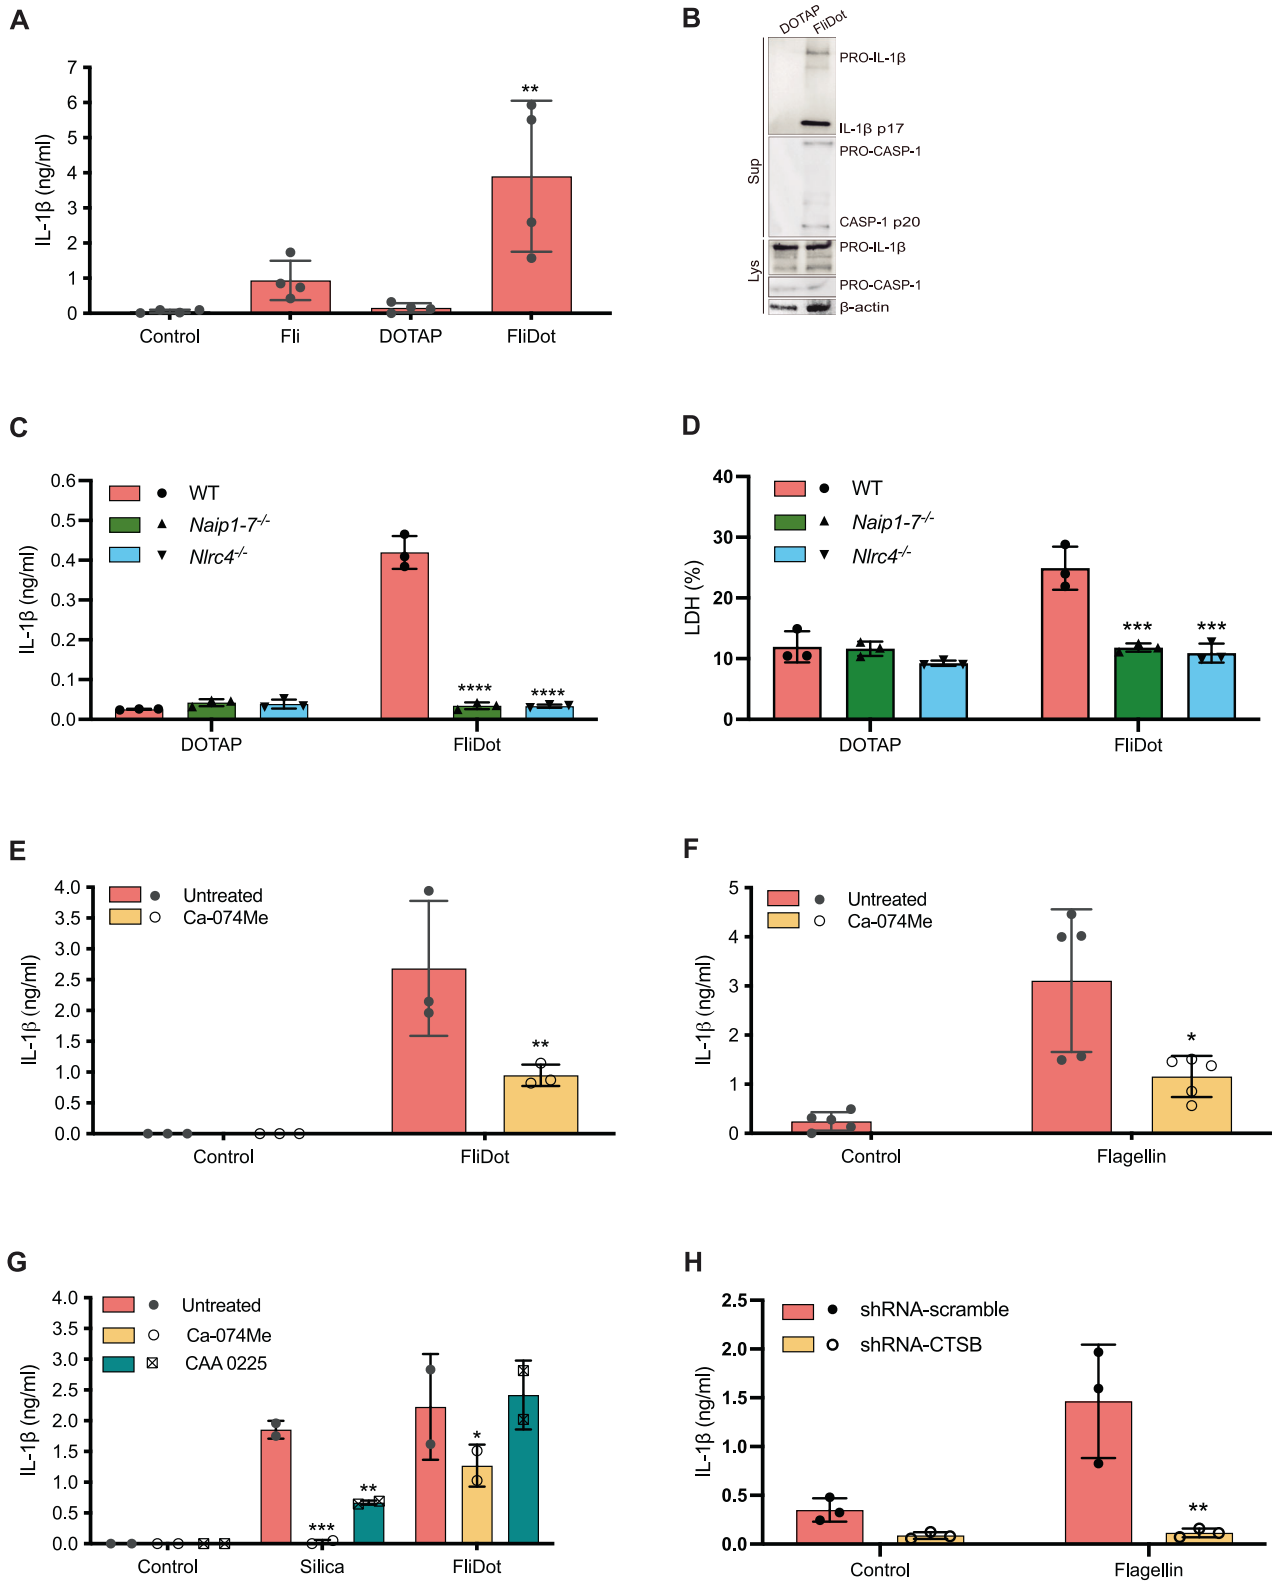 A
IL-1β (ng/ml)
7
6
5
4
3
2
1
0
**
Control
Fli
DOTAP
FliDot
B
DOTAP
FliDot
Sup
Lys
PRO-IL-1β
IL-1β p17
PRO-CASP-1
CASP-1 p20
PRO-IL-1β
PRO-CASP-1
β-actin
C
IL-1β (ng/ml)
0.6
0.5
0.4
0.3
0.2
0.1
0.0
WT
Naip1-7-/-
Nlrc4-/-
****
****
DOTAP
FliDot
D
LDH (%)
40
30
20
10
0
WT
Naip1-7-/-
Nlrc4-/-
***
***
DOTAP
FliDot
E
IL-1β (ng/ml)
4.0
3.5
3.0
2.5
2.0
1.5
1.0
0.5
0.0
Untreated
Ca-074Me
**
Control
FliDot
F
IL-1β (ng/ml)
5
4
3
2
1
0
Untreated
Ca-074Me
*
Control
Flagellin
G
IL-1β (ng/ml)
4.0
3.5
3.0
2.5
2.0
1.5
1.0
0.5
0.0
Untreated
Ca-074Me
CAA 0225
***
**
*
Control
Silica
FliDot
H
IL-1β (ng/ml)
2.5
2.0
1.5
1.0
0.5
0.0
shRNA-scramble
shRNA-CTSB
**
Control
Flagellin